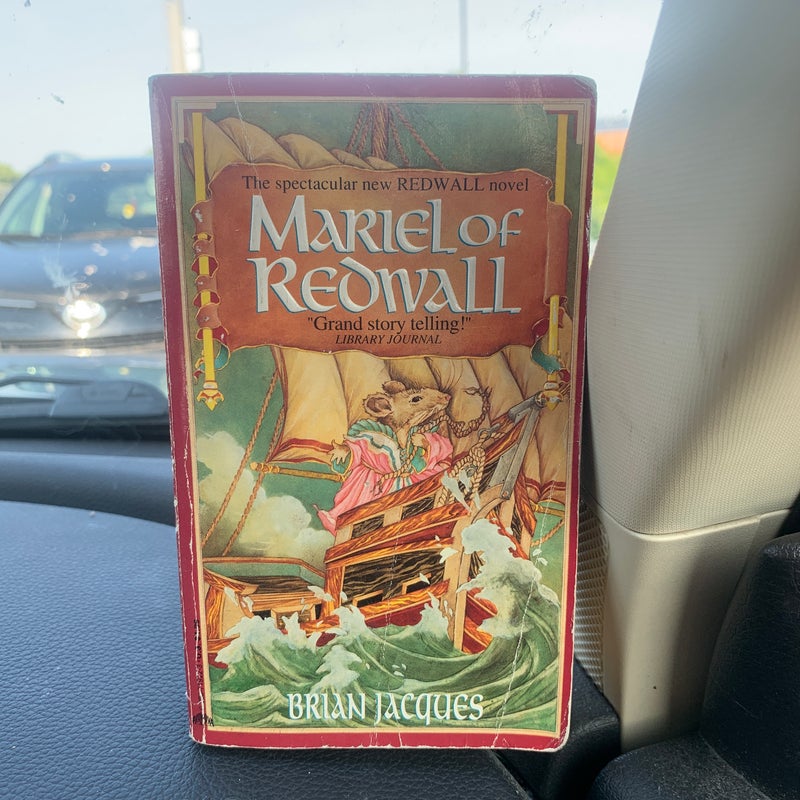 The spectacular new REDWALL novel
MARIEL OF
REDWALL
"Grand story telling!"
LIBRARY JOURNAL
BRIAN JACQUES